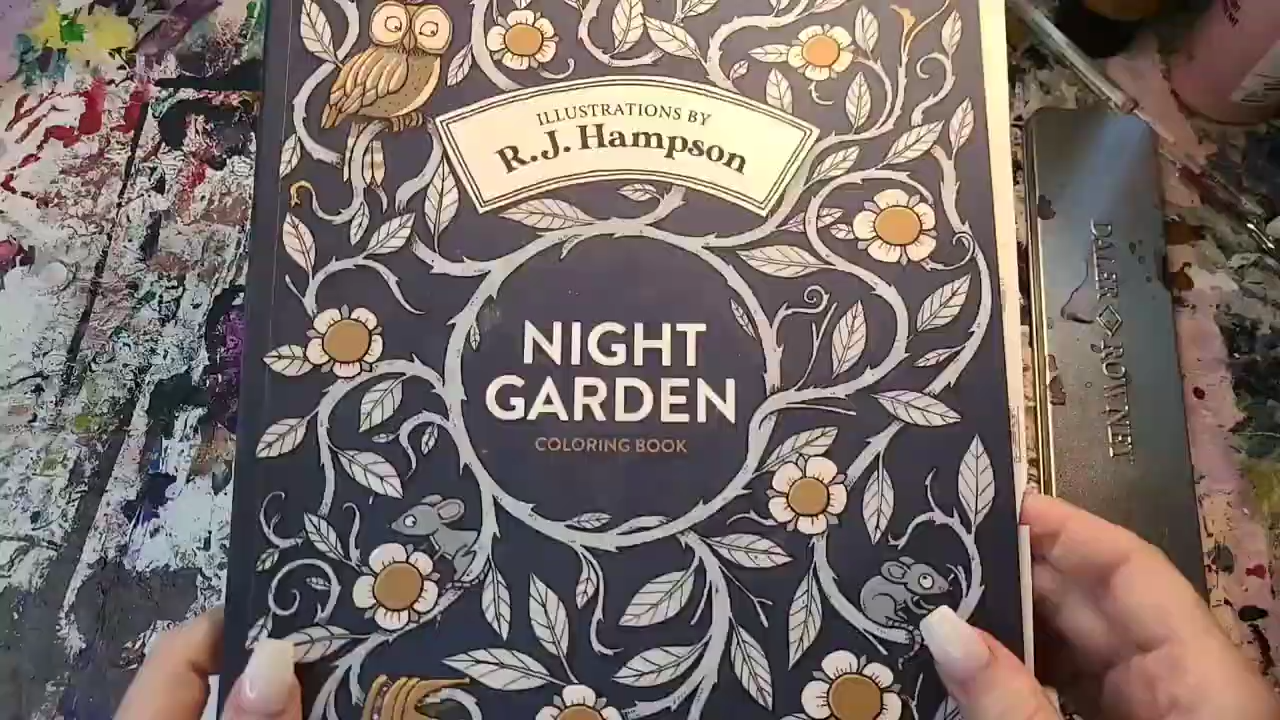 ILLUSTRATIONS BY
R. J. Hampson
NIGHT
GARDEN
COLORING BOOK
DALER ROWNEY